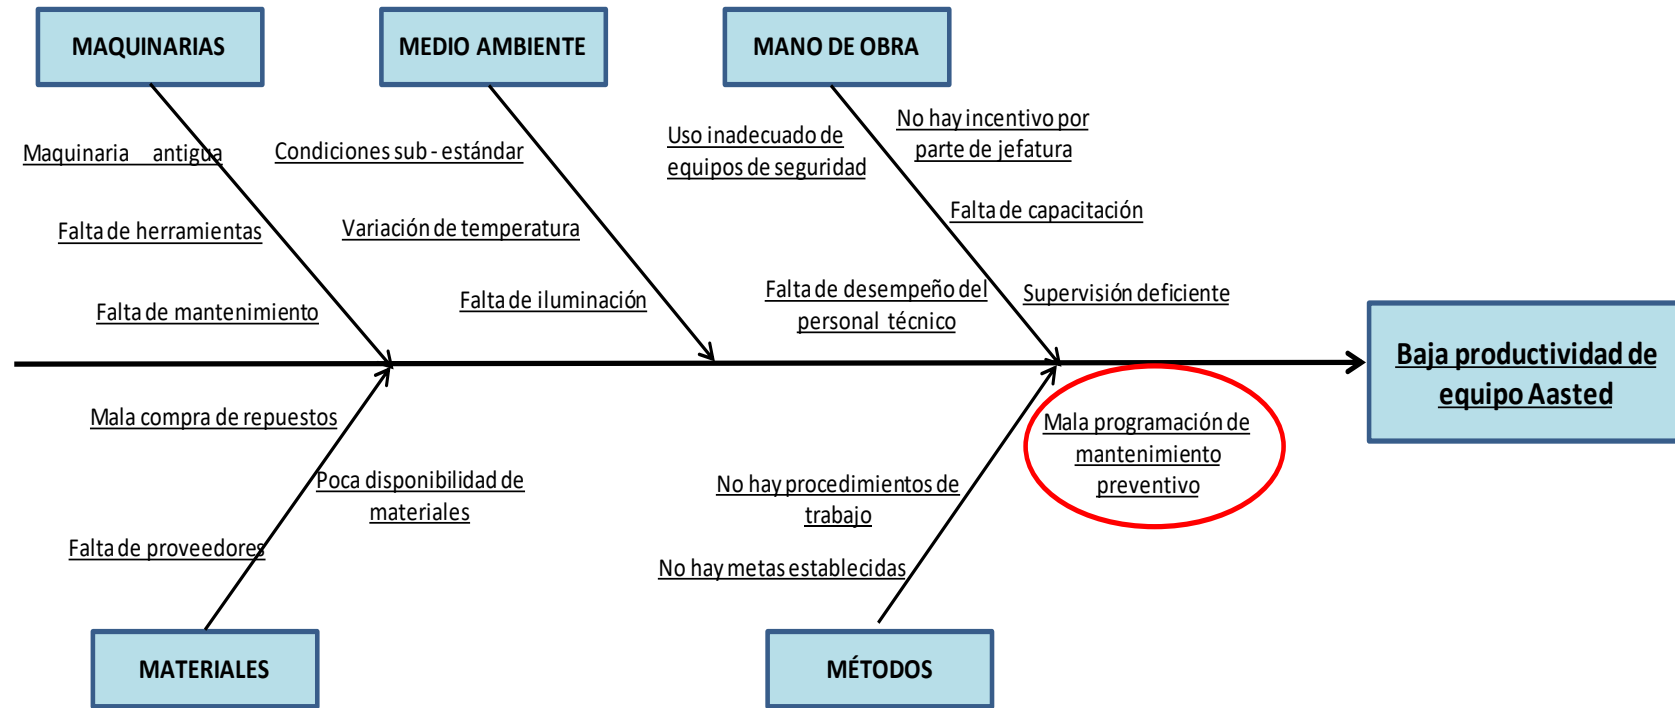 MAQUINARIAS
MEDIO AMBIENTE
MANO DE OBRA
Maquinaria antigua
Falta de herramientas
Falta de mantenimiento
Condiciones sub - estándar
Variación de temperatura
Falta de iluminación
Uso inadecuado de
equipos de seguridad
Falta de desempeño del
personal técnico
No hay incentivo por
parte de jefatura
Falta de capacitación
Supervisión deficiente
Baja productividad de
equipo Aasted
Mala compra de repuestos
Poca disponibilidad de
materiales
Falta de proveedores
No hay procedimientos de
trabajo
No hay metas establecidas
Mala programación de
mantenimiento
preventivo
MATERIALES
MÉTODOS